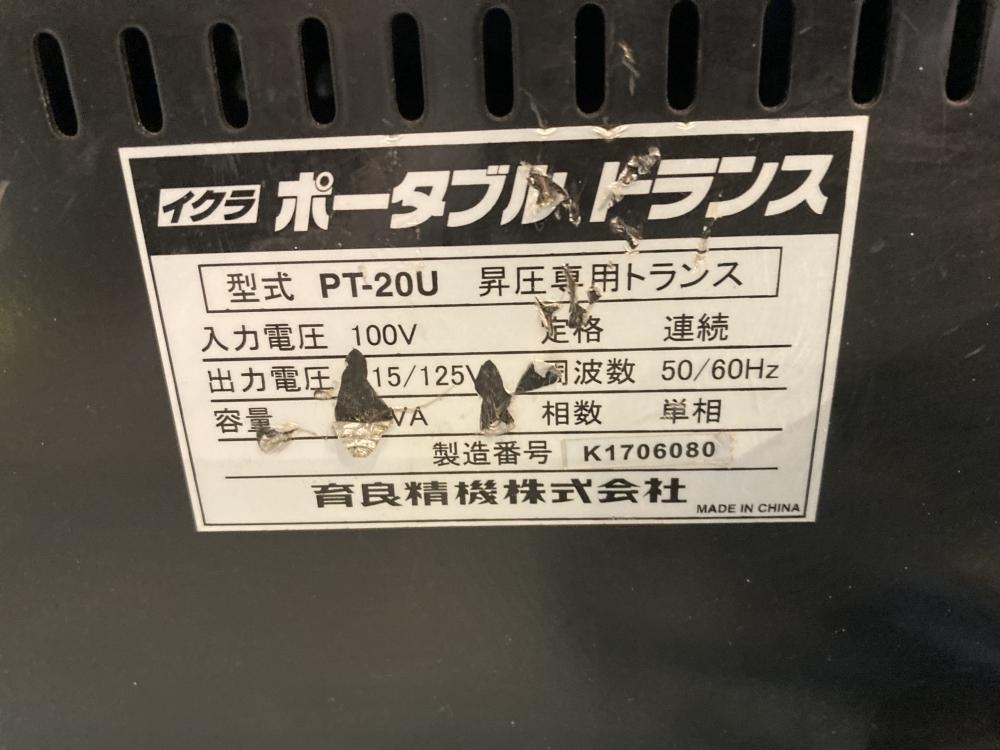 イクラ ポータブルトランス
型式 PT-20U 昇圧専用トランス
入力電圧 100V 定格 連続
出力電圧 15/125V 周波数 50/60Hz
容量 VA 相数 単相
製造番号 K1706080
育良精機株式会社
MADE IN CHINA